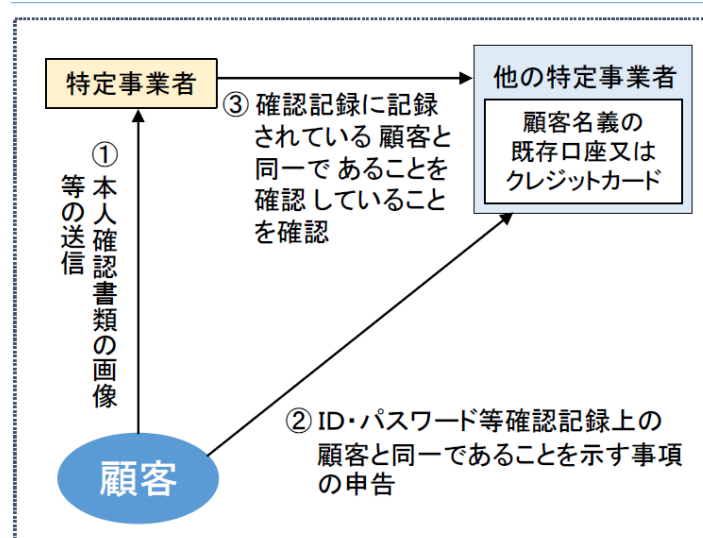 特定事業者
他の特定事業者
顧客名義の
既存口座又は
クレジットカード
③ 確認記録に記録
されている 顧客と
同一で あることを
確認 していること
を確認
① 本人確認書類の画像
等の送信
② ID・パスワード等確認記録上の
顧客と同一であることを示す事項
の申告
顧客